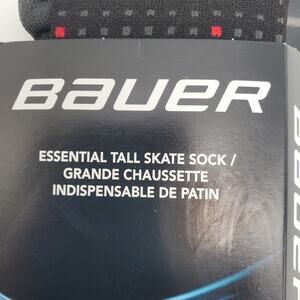 BAUER
ESSENTIAL TALL SKATE SOCK /
GRANDE CHAUSSETTE
INDISPENSABLE DE PATIN